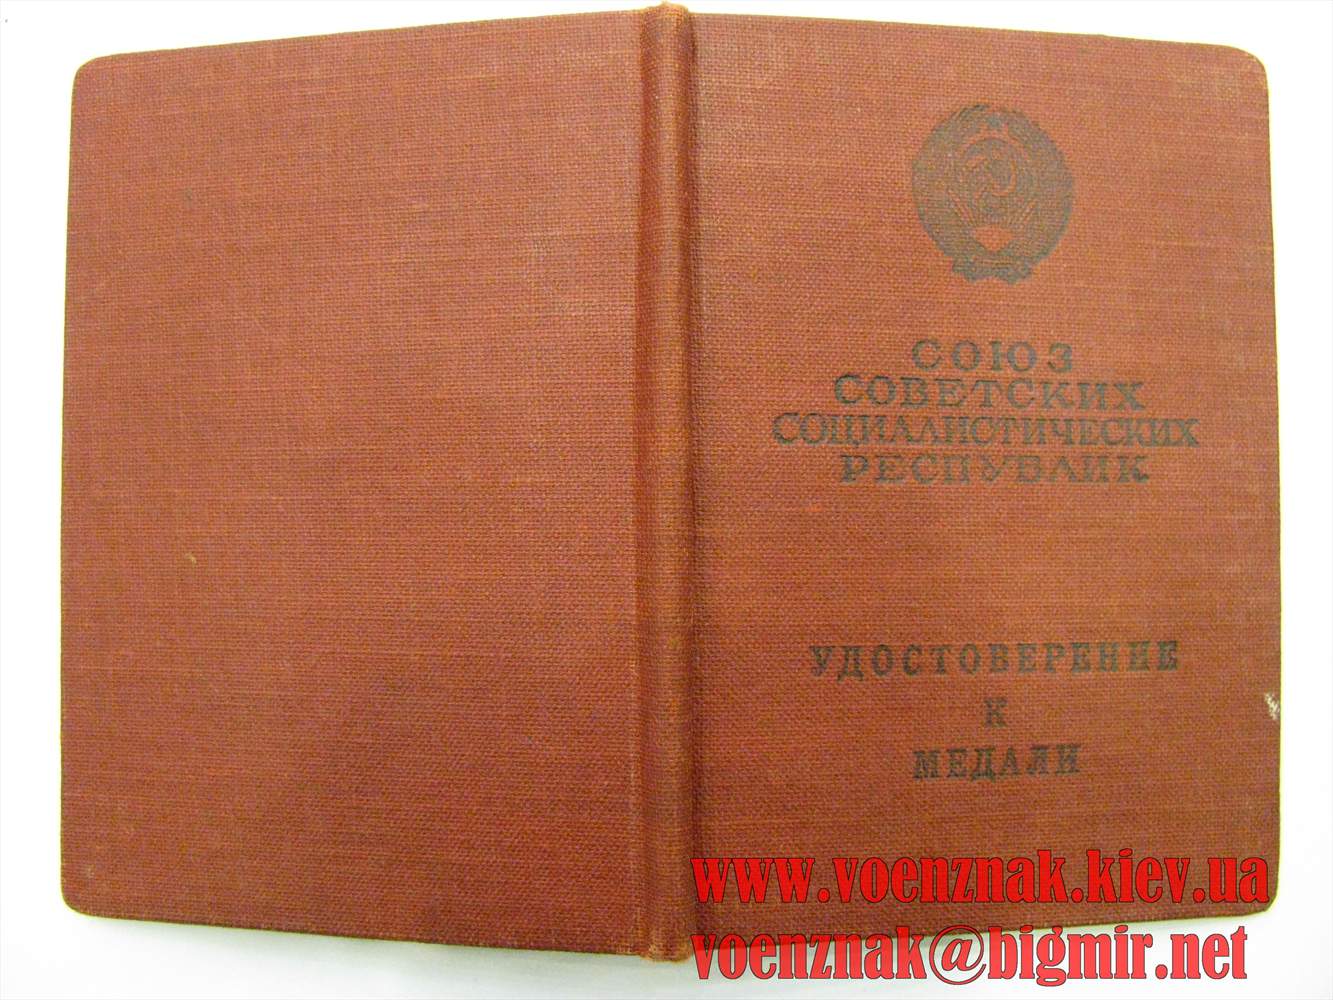 СОЮЗ
СОВЕТСКИХ
СОЦИАЛИСТИЧЕСКИХ
РЕСПУБЛИК
УДОСТОВЕРЕНИЕ
К
МЕДАЛИ
www.voenznak.kiev.ua
voenznak@bigmir.net